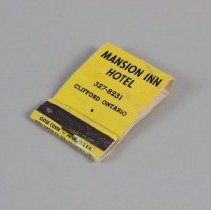 MANSION INN
HOTEL
327-8231
CLIFFORD ONTARIO